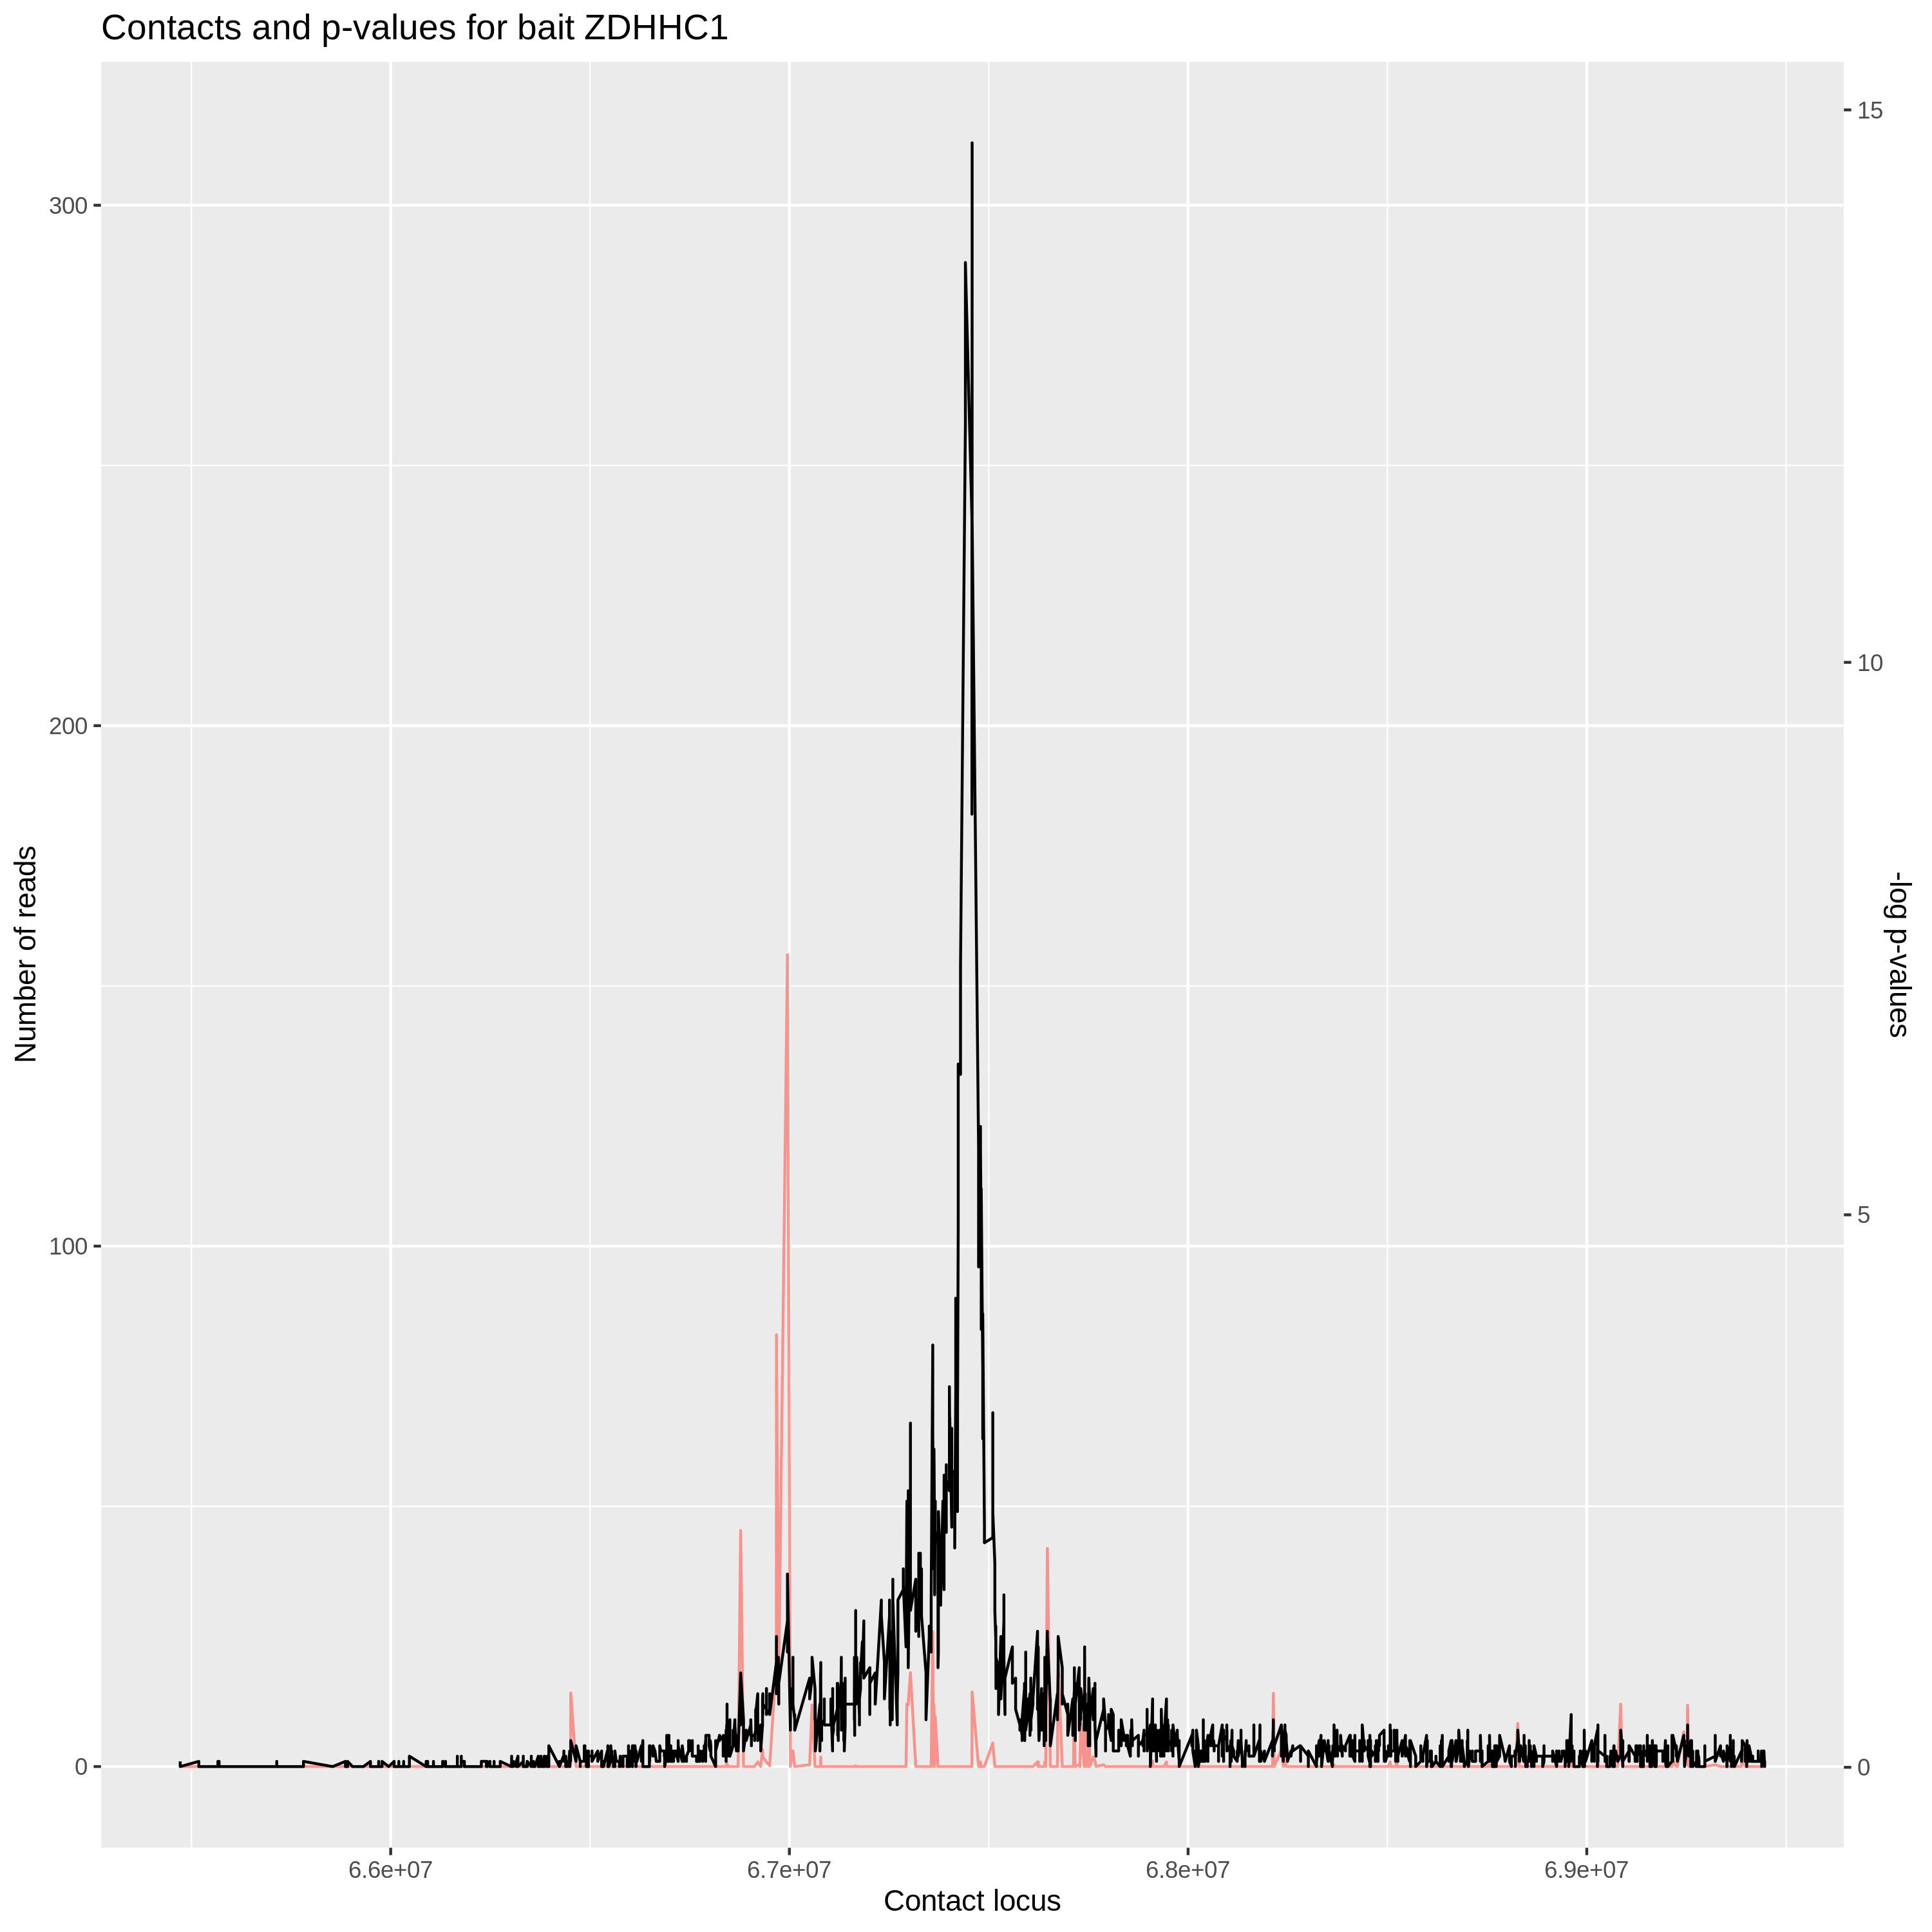 Contacts and p-values for bait ZDHHC1
15
300
10
200
Number of reads
-log p-values
5
100
0
0
6.6e+07
6.7e+07
6.8e+07
6.9e+07
Contact locus